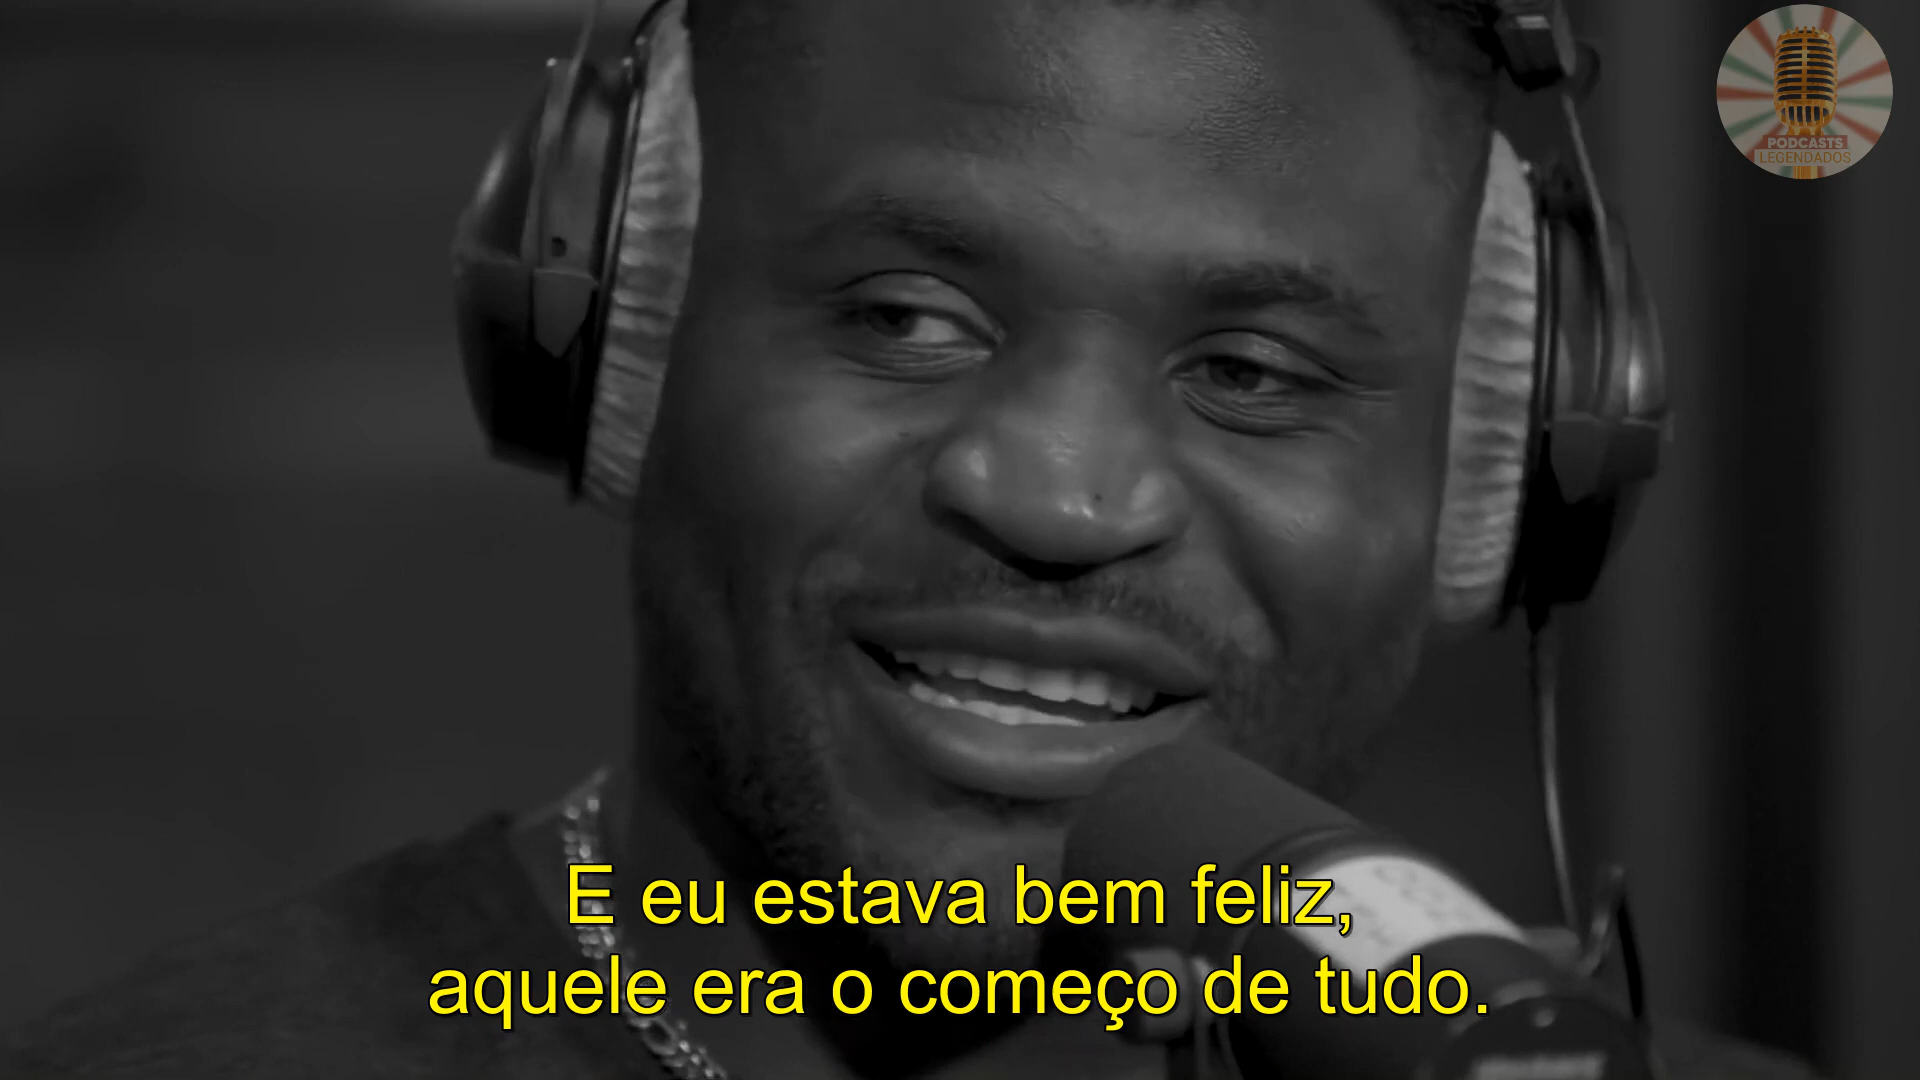 PODCASTS
LEGENDADOS
E eu estava bem feliz,
aquele era o começo de tudo.